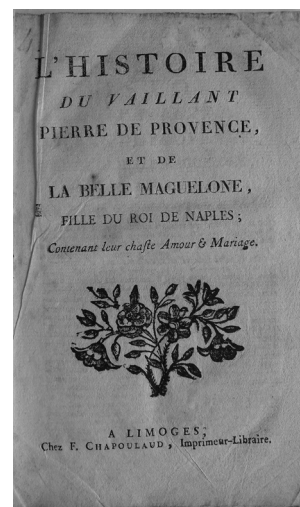 L'HISTOIRE
DU VAILLANT
PIERRE DE PROVENCE,
ET DE
LA BELLE MAGUELONE,
FILLE DU ROI DE NAPLES;
Contenant leur chaſte Amour & Mariage.
A LIMOGES,
Chez F. CHAPOULAUD, Imprimeur-Libraire.